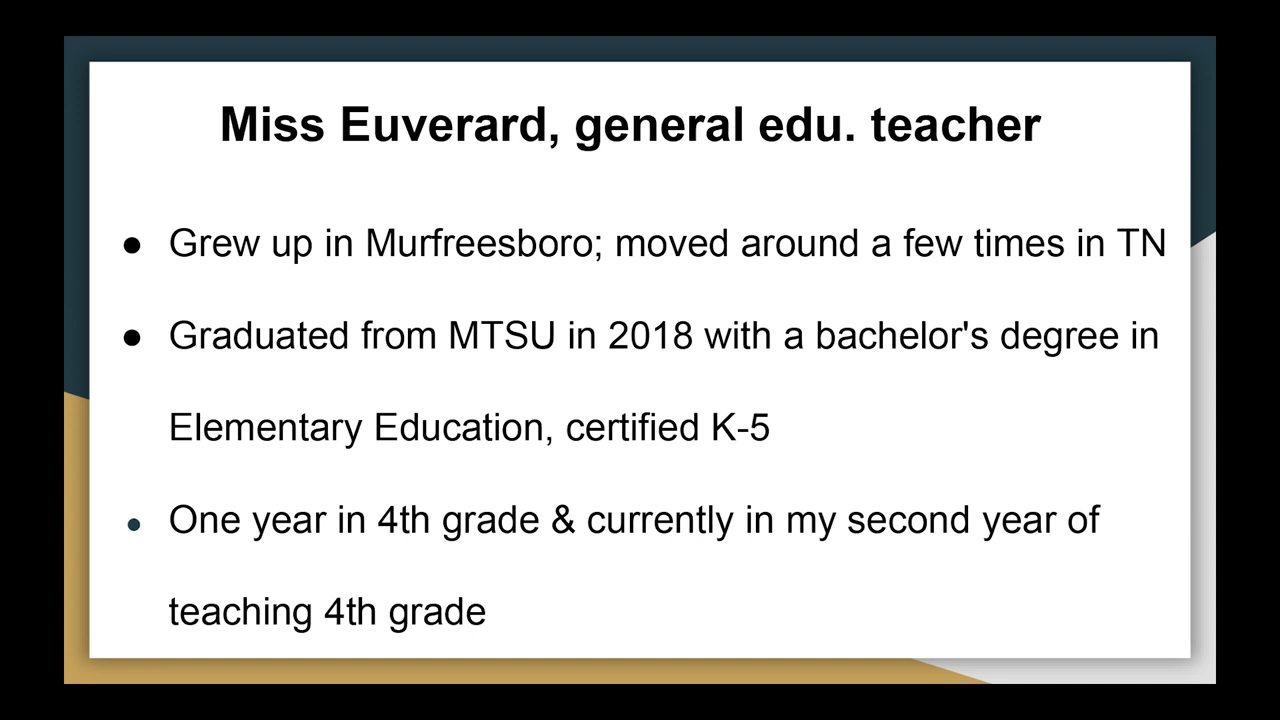 Miss Euverard, general edu. teacher
● Grew up in Murfreesboro; moved around a few times in TN
● Graduated from MTSU in 2018 with a bachelor's degree in
Elementary Education, certified K-5
● One year in 4th grade & currently in my second year of
teaching 4th grade